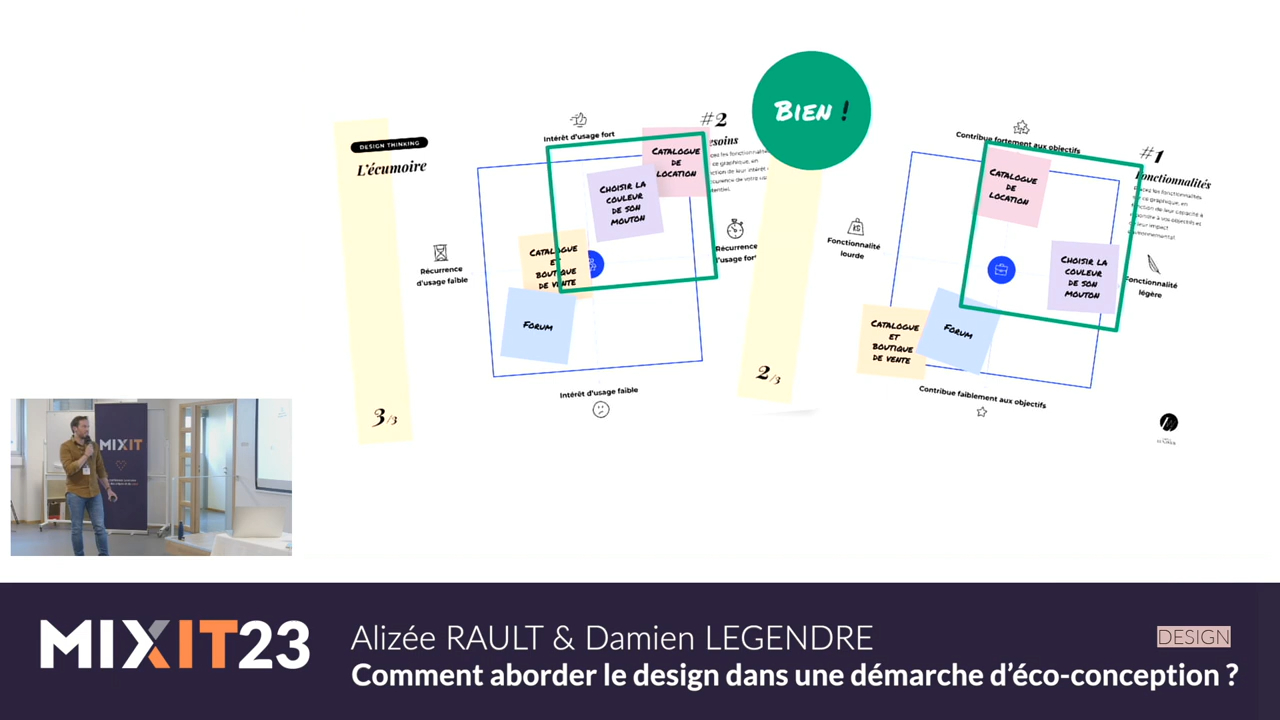 BIEN !
DESIGN THINKING
L'écumoire
Intérêt d'usage fort
#2
CATALOGUE
DE
LOCATION
CHOISIR LA
COULEUR
DE SON
MOUTON
Récurrence
d'usage faible
Récurrence
d'usage fort
CATALOGUE
ET
BOUTIQUE
DE VENTE
FORUM
Intérêt d'usage faible
3/3
Contribue fortement aux objectifs
#1
Fonctionnalités
CATALOGUE
DE
LOCATION
Fonctionnalité
lourde
CHOISIR LA
COULEUR
DE SON
MOUTON
Fonctionnalité
légère
CATALOGUE
ET
BOUTIQUE
DE VENTE
FORUM
2/3
Contribue faiblement aux objectifs
MIXIT
MIXIT23
Alizée RAULT & Damien LEGENDRE
DESIGN
Comment aborder le design dans une démarche d'éco-conception ?